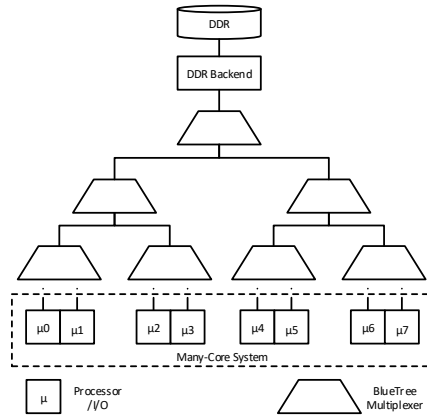 DDR
DDR Backend
μ0 μ1 μ2 μ3 μ4 μ5 μ6 μ7
Many-Core System
μ
Processor
/I/O
BlueTree
Multiplexer